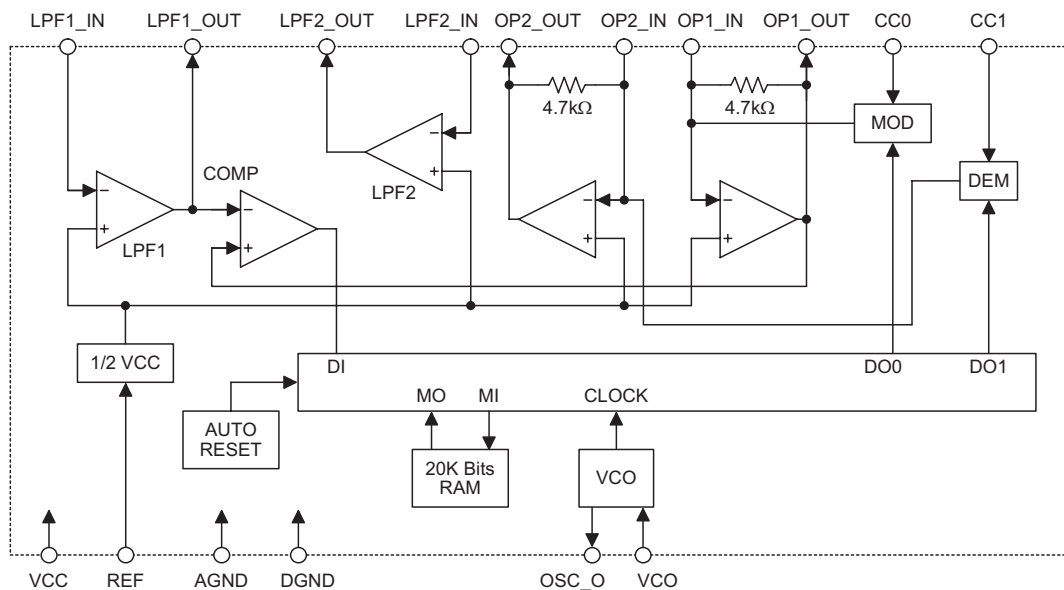 LPF1_IN LPF1_OUT LPF2_OUT LPF2_IN OP2_OUT OP2_IN OP1_IN OP1_OUT CC0 CC1
4.7kΩ 4.7kΩ
MOD
COMP
LPF2
DEM
LPF1
- + - + - + - + - +
1/2 VCC
DI DO0 DO1
MO MI CLOCK
AUTO
RESET
20K Bits
RAM
VCO
VCC REF AGND DGND OSC_O VCO